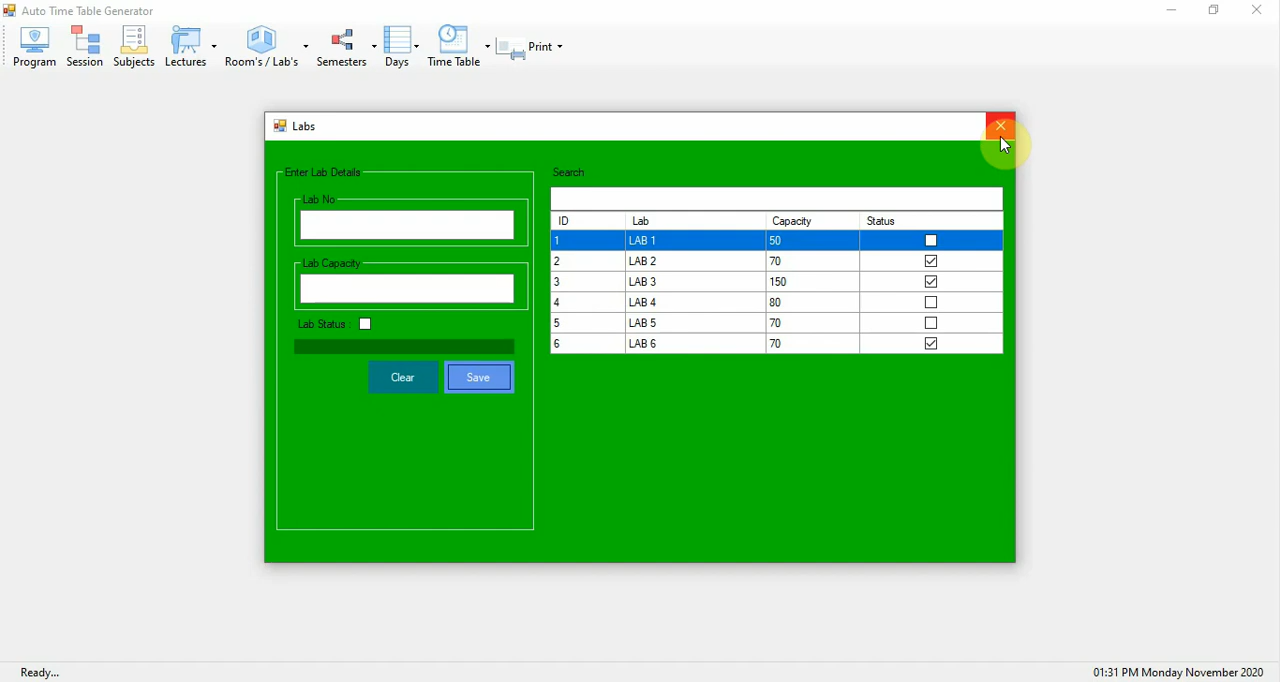 Auto Time Table Generator
Program Session Subjects Lectures Room's / Lab's Semesters Days Time Table Print
Labs
Enter Lab Details
Lab No
Lab Capacity
Lab Status :
Clear Save
Search
ID Lab Capacity Status
1 LAB 1 50
2 LAB 2 70
3 LAB 3 150
4 LAB 4 80
5 LAB 5 70
6 LAB 6 70
Ready... 01:31 PM Monday November 2020